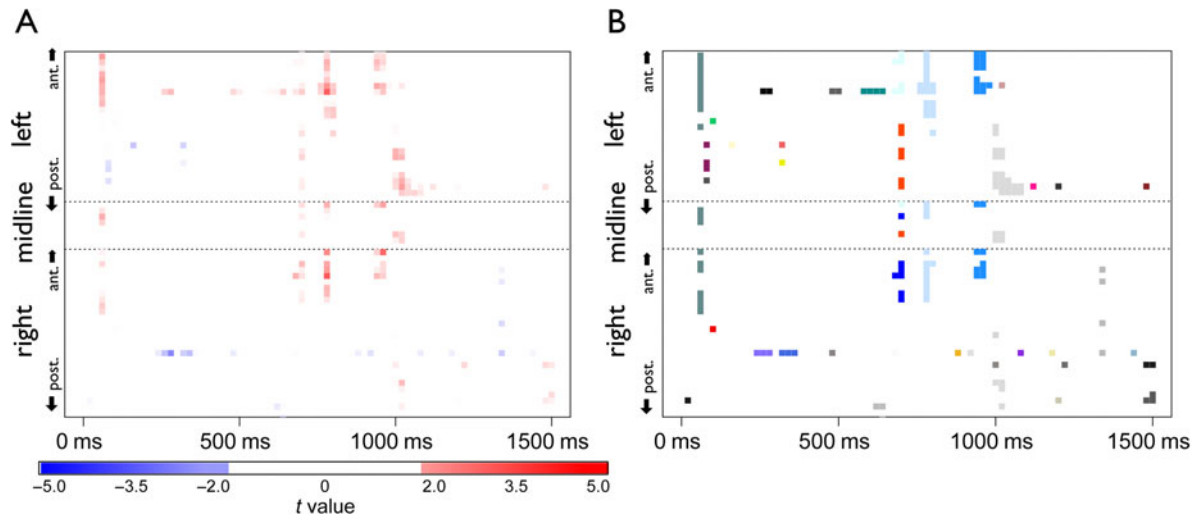 A
B
ant.
left
post.
midline
ant.
right
post.
0 ms 500 ms 1000 ms 1500 ms
−5.0 −3.5 −2.0 0 2.0 3.5 5.0
t value
ant.
left
post.
midline
ant.
right
post.
0 ms 500 ms 1000 ms 1500 ms